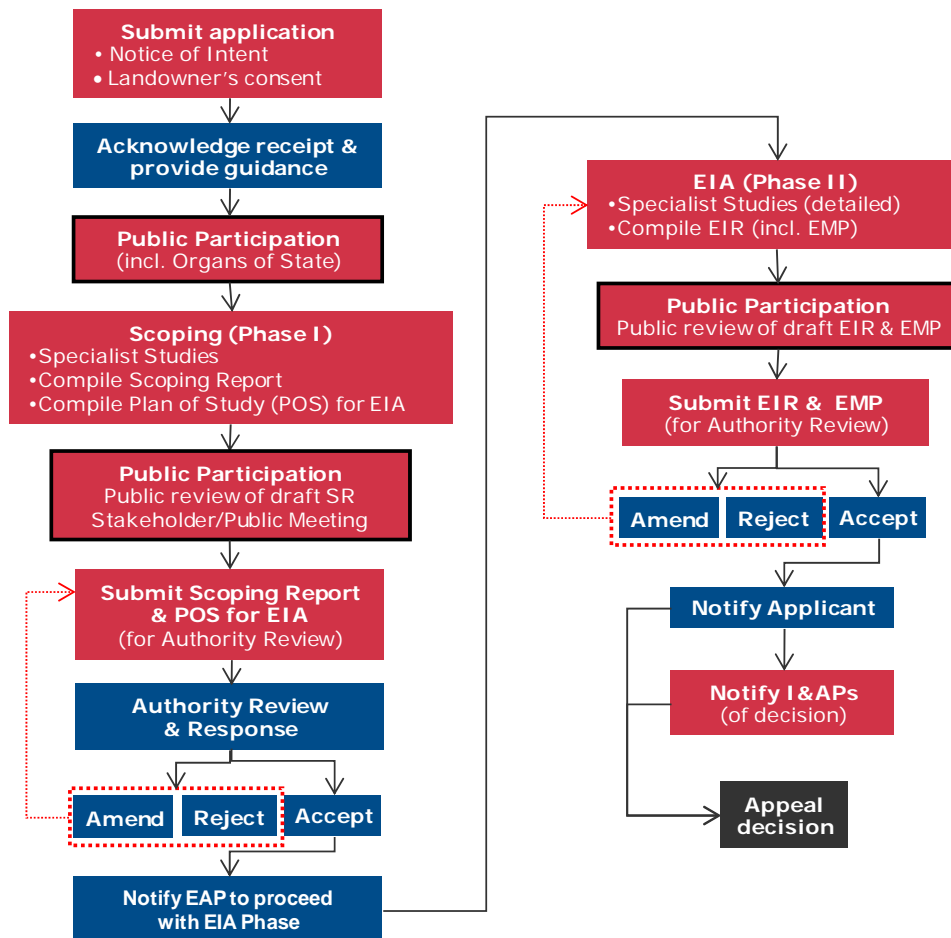 Submit application
• Notice of Intent
• Landowner's consent
Acknowledge receipt &
provide guidance
Public Participation
(incl. Organs of State)
Scoping (Phase I)
•Specialist Studies
•Compile Scoping Report
•Compile Plan of Study (POS) for EIA
Public Participation
Public review of draft SR
Stakeholder/Public Meeting
Submit Scoping Report
& POS for EIA
(for Authority Review)
Authority Review
& Response
Amend
Reject
Accept
Notify EAP to proceed
with EIA Phase
EIA (Phase II)
•Specialist Studies (detailed)
•Compile EIR (incl. EMP)
Public Participation
Public review of draft EIR & EMP
Submit EIR & EMP
(for Authority Review)
Amend
Reject
Accept
Notify Applicant
Notify I&APs
(of decision)
Appeal
decision